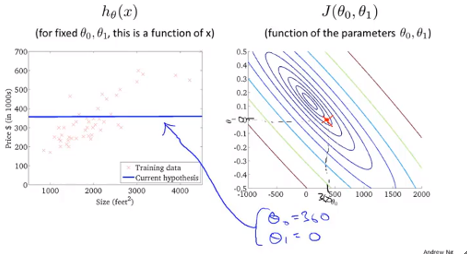 hθ(x)
(for fixed θ0, θ1, this is a function of x)
700
600
500
400
300
200
100
0
Price $ (in 1000s)
1000 2000 3000 4000
Size (feet²)
Training data
Current hypothesis
J(θ0, θ1)
(function of the parameters θ0, θ1)
0.5
0.4
0.3
0.2
0.1
0
-0.1
-0.2
-0.3
-0.4
-0.5
θ1
-1000 -500 0 500 1000 1500 2000
360
θ0
θ0 = 360
θ1 = 0
Andrew Ng